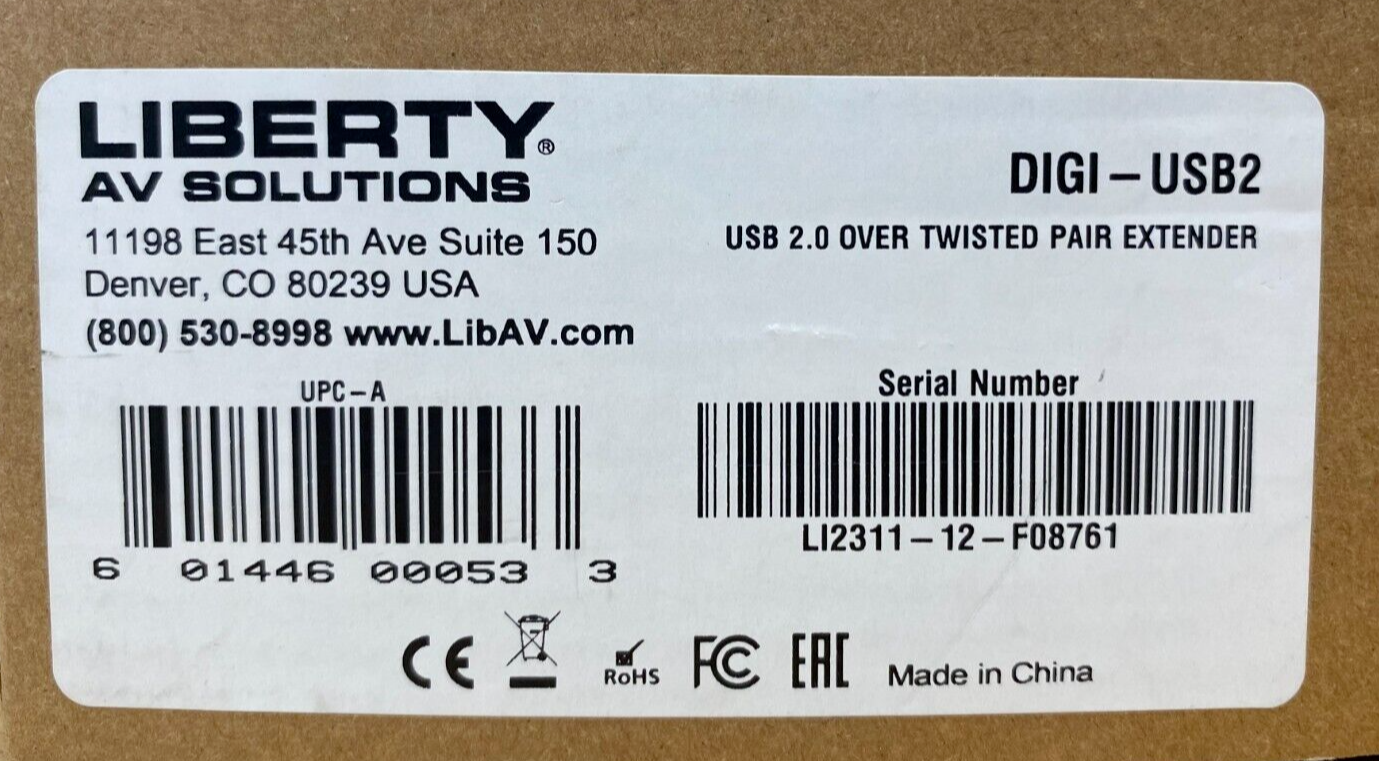 LIBERTY®
AV SOLUTIONS
11198 East 45th Ave Suite 150
Denver, CO 80239 USA
(800) 530-8998 www.LibAV.com
DIGI-USB2
USB 2.0 OVER TWISTED PAIR EXTENDER
UPC-A
6 01446 00053 3
Serial Number
LI2311-12-F08761
CE
RoHS
FC
EAC
Made in China